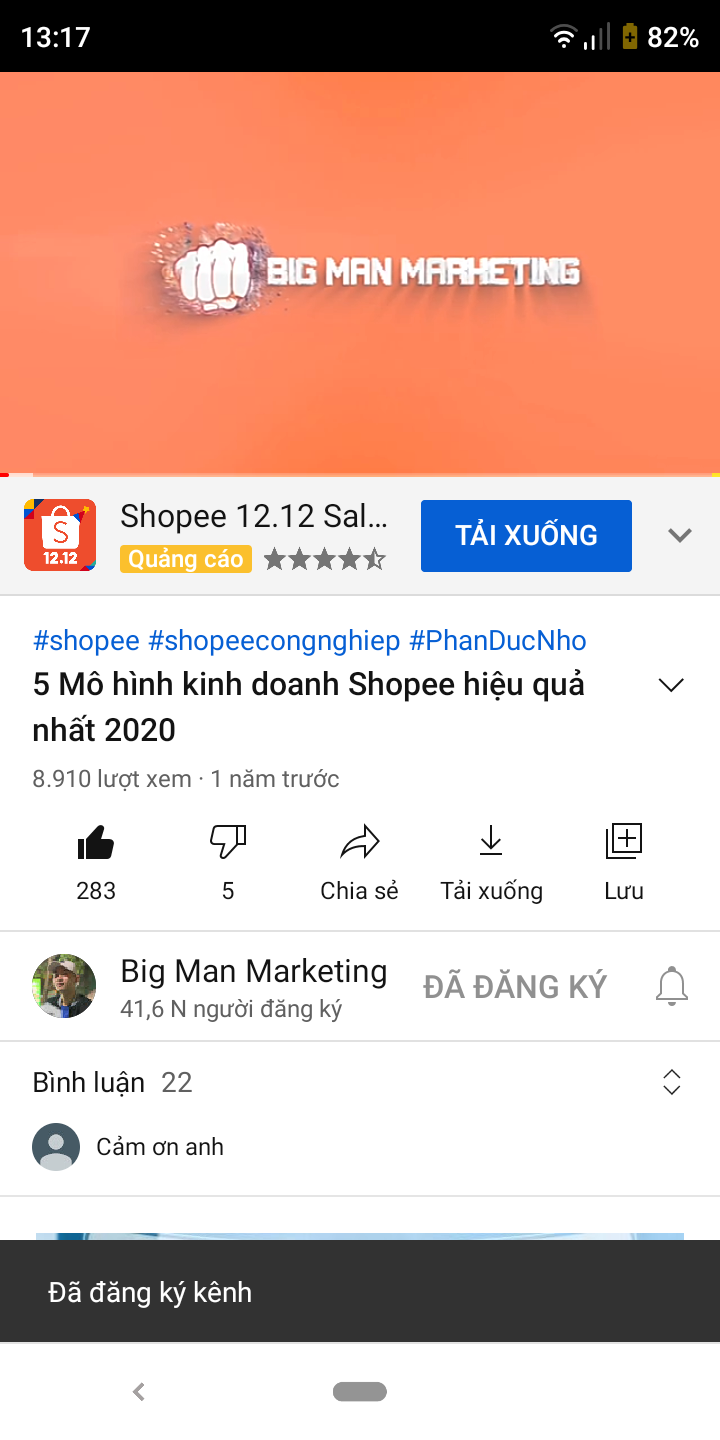 13:17
82%
BIG MAN MARKETING
Shopee 12.12 Sal...
Quảng cáo
TẢI XUỐNG
S
12.12
#shopee #shopeecongnghiep #PhanDucNho
5 Mô hình kinh doanh Shopee hiệu quả
nhất 2020
8.910 lượt xem · 1 năm trước
283
5
Chia sẻ
Tải xuống
Lưu
Big Man Marketing
41,6 N người đăng ký
ĐÃ ĐĂNG KÝ
Bình luận 22
Cảm ơn anh
Đã đăng ký kênh